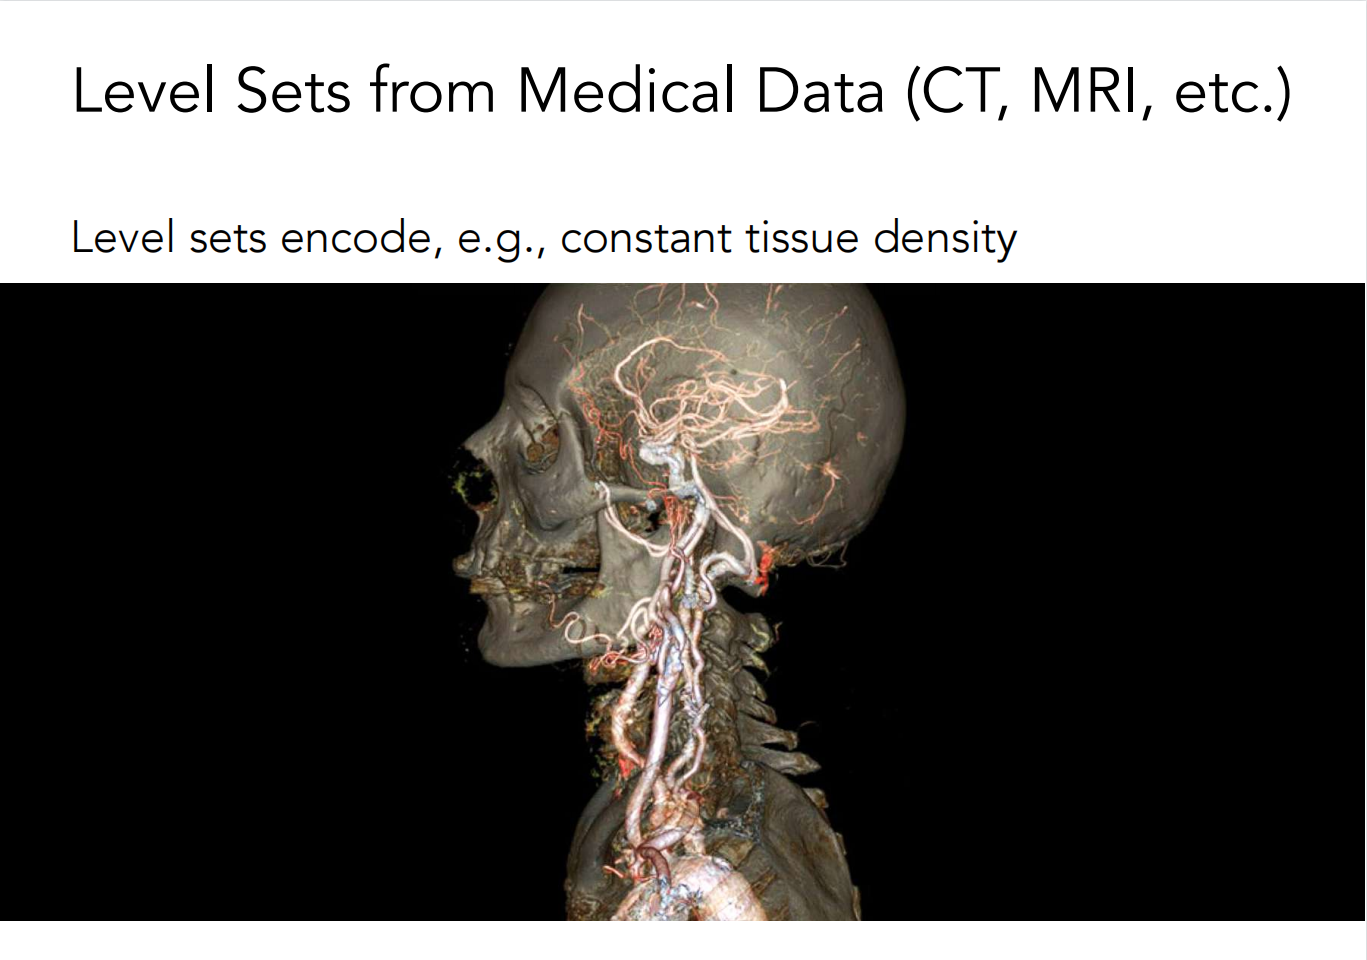 Level Sets from Medical Data (CT, MRI, etc.)
Level sets encode, e.g., constant tissue density